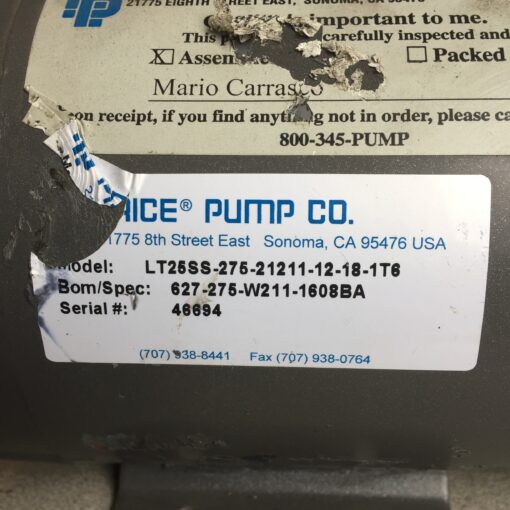 21775 EIGHTH STREET EAST, SONOMA, CA 95476
is important to me.
This carefully inspected and
☒ Assem ☐ Packed
Mario Carrasco
on receipt, if you find anything not in order, please ca
800-345-PUMP
RICE® PUMP CO.
1775 8th Street East Sonoma, CA 95476 USA
Model: LT25SS-275-21211-12-18-1T6
Bom/Spec: 627-275-W211-1608BA
Serial #: 46694
(707) 938-8441 Fax (707) 938-0764